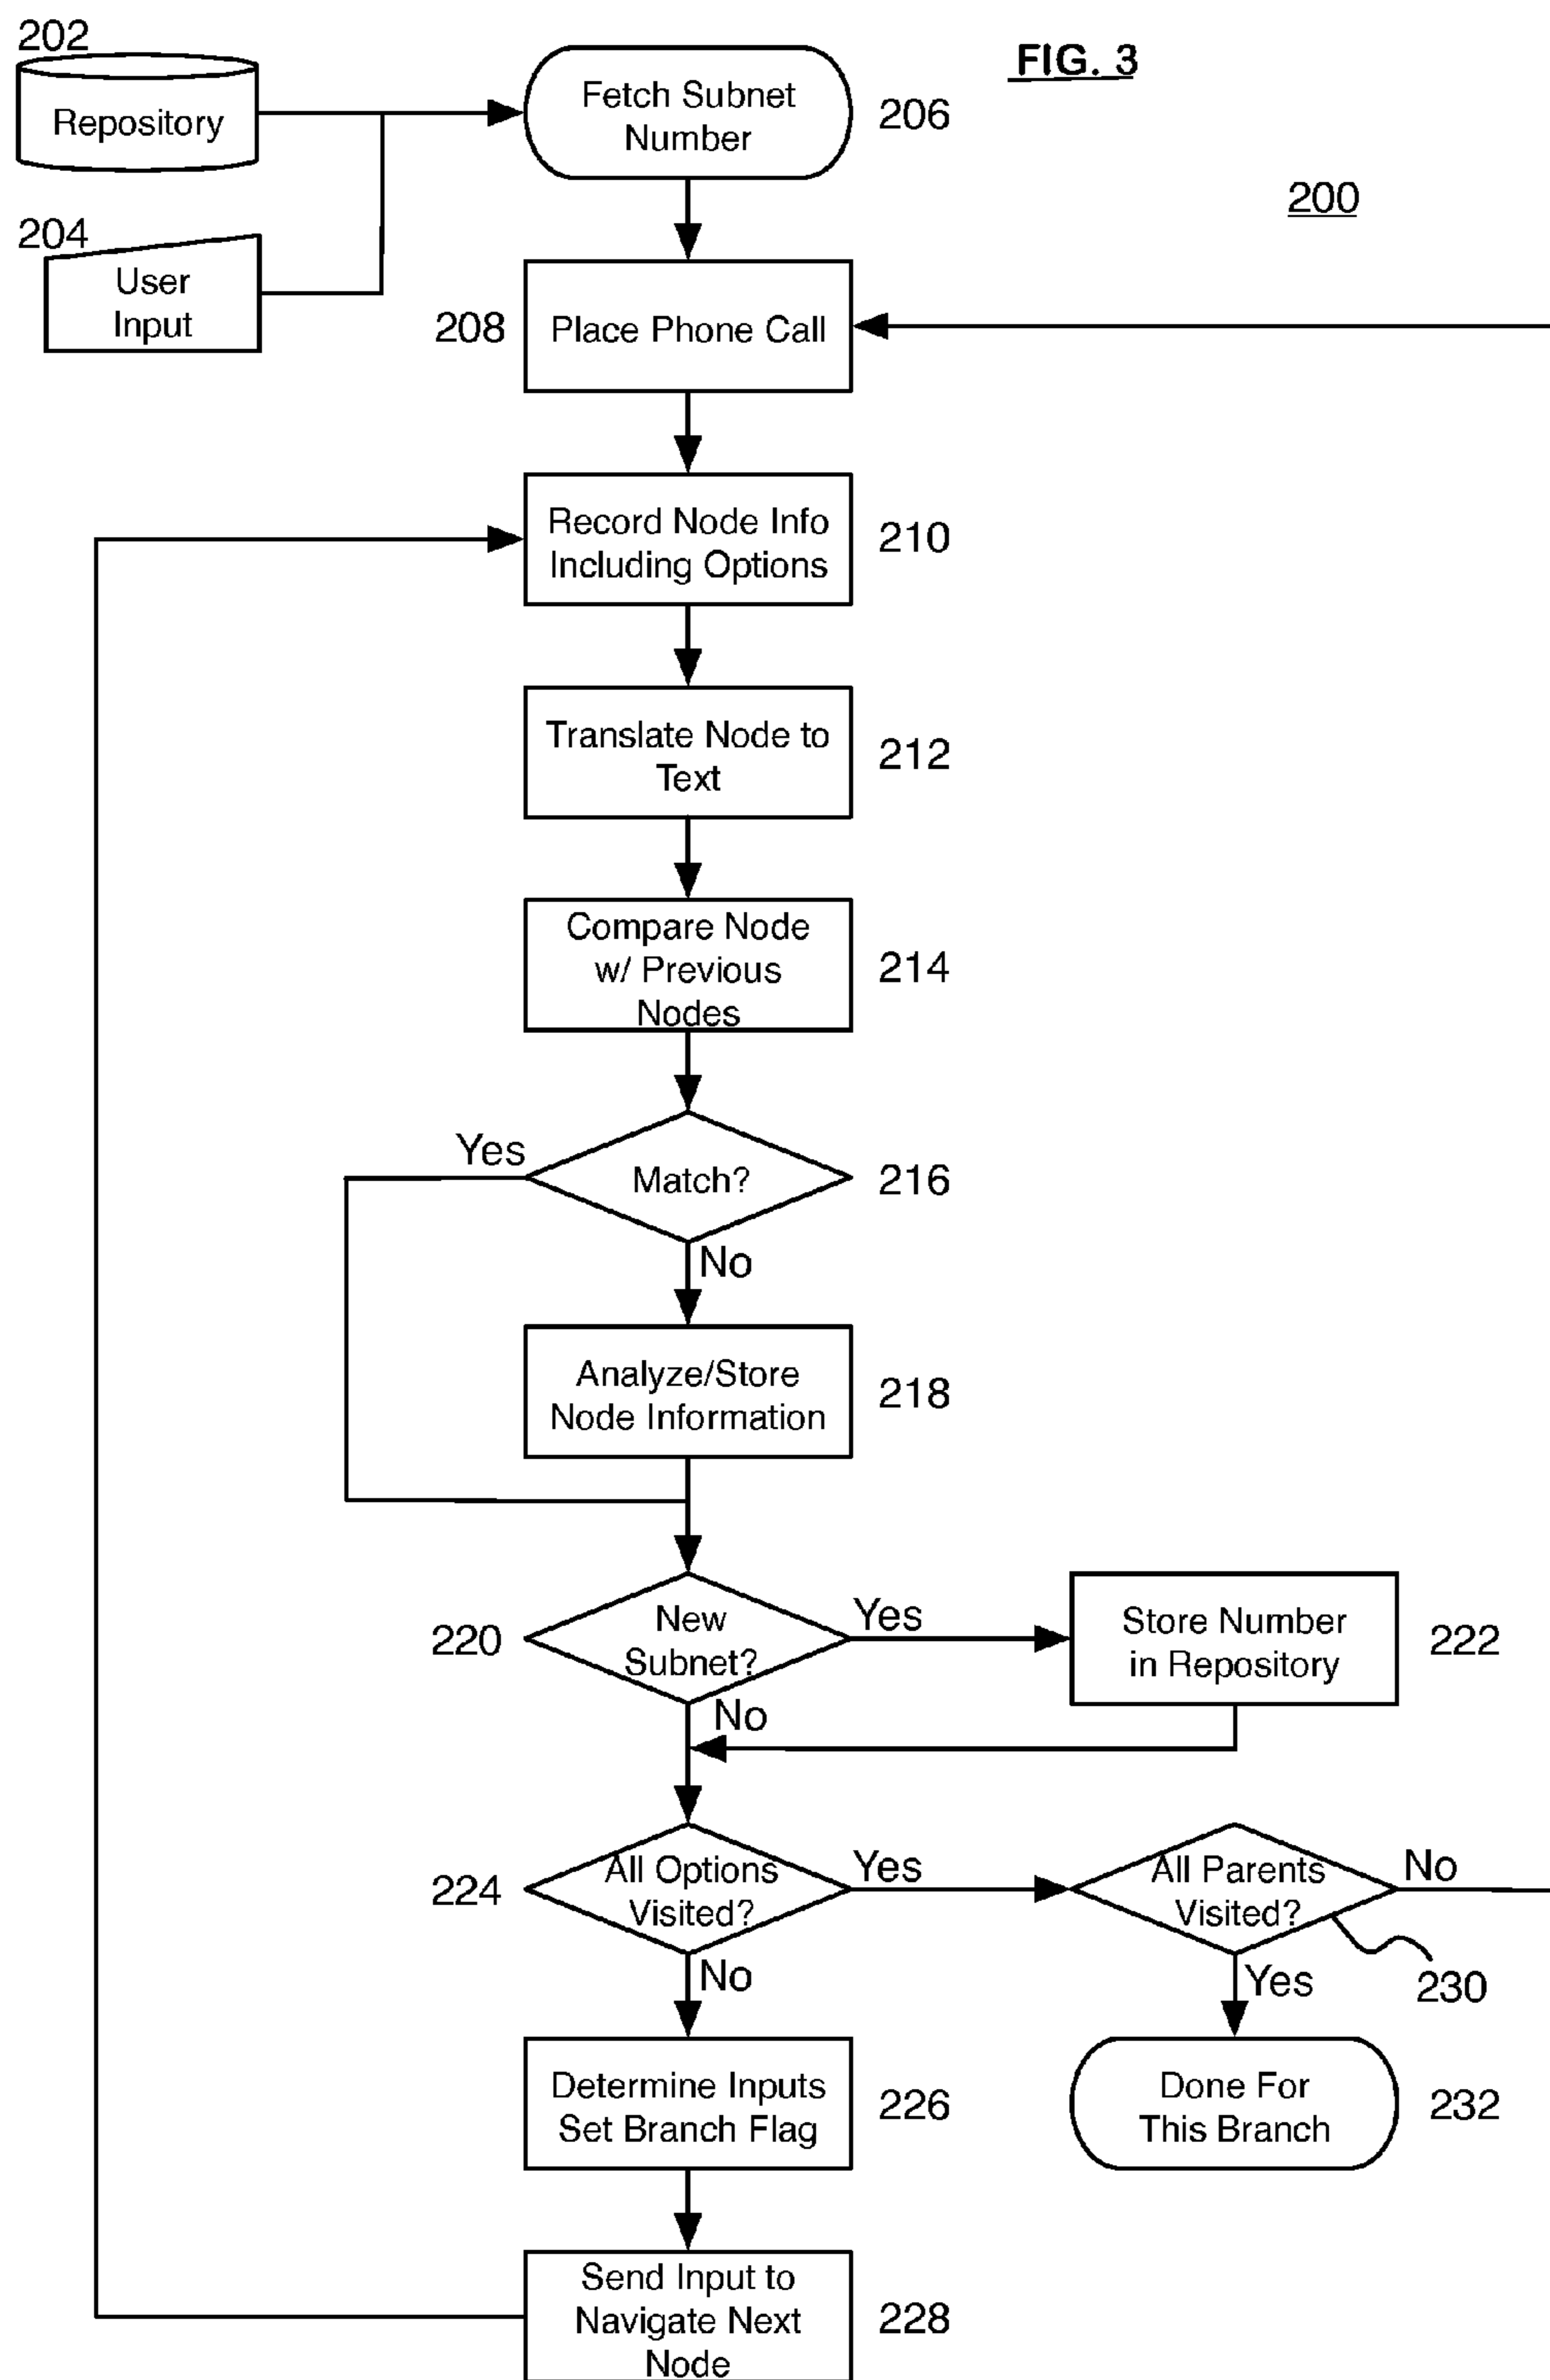 202
Repository
Fetch Subnet
Number
206
FIG. 3
200
204
User
Input
208
Place Phone Call
Record Node Info
Including Options
210
Translate Node to
Text
212
Compare Node
w/ Previous
Nodes
214
Yes
Match?
216
No
Analyze/Store
Node Information
218
220
New
Subnet?
Yes
Store Number
in Repository
222
No
224
All Options
Visited?
Yes
All Parents
Visited?
No
No
Yes
230
Determine Inputs
Set Branch Flag
226
Done For
This Branch
232
Send Input to
Navigate Next
Node
228